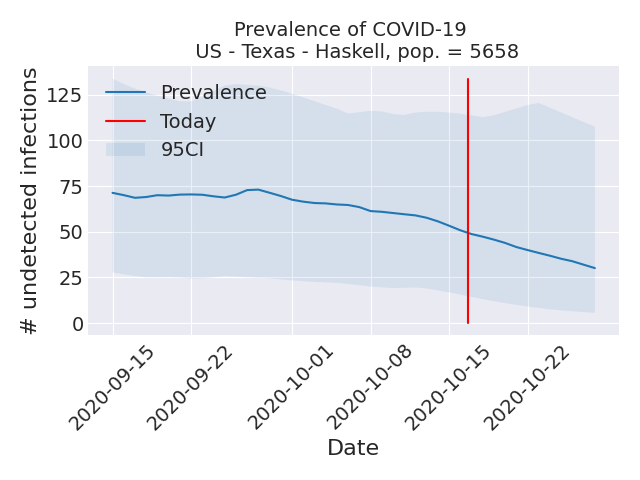 Prevalence of COVID-19
US - Texas - Haskell, pop. = 5658
# undetected infections
125
100
75
50
25
0
Prevalence
Today
95CI
2020-09-15
2020-09-22
2020-10-01
2020-10-08
2020-10-15
2020-10-22
Date